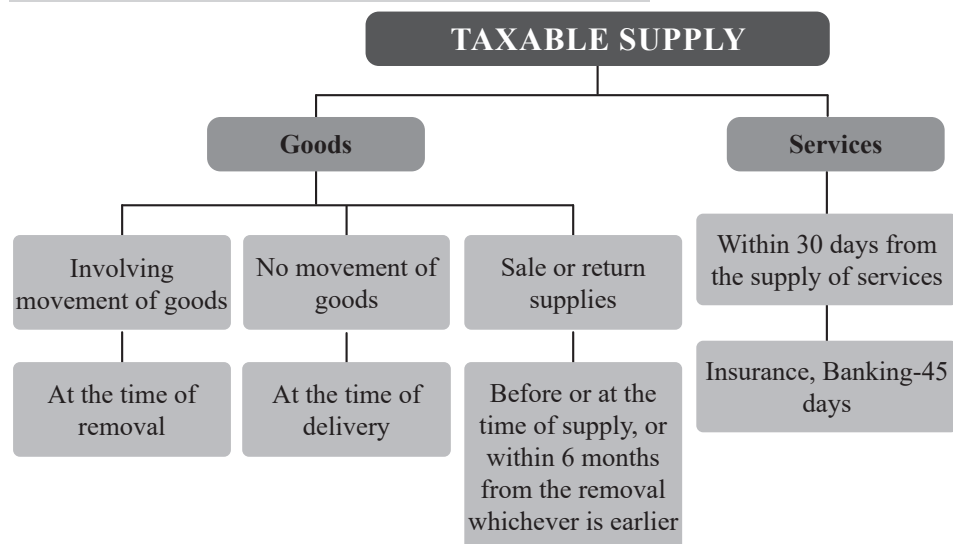 TAXABLE SUPPLY
Goods
Services
Involving
movement of goods
No movement of
goods
Sale or return
supplies
Within 30 days from
the supply of services
At the time of
removal
At the time of
delivery
Before or at the
time of supply, or
within 6 months
from the removal
whichever is earlier
Insurance, Banking-45
days